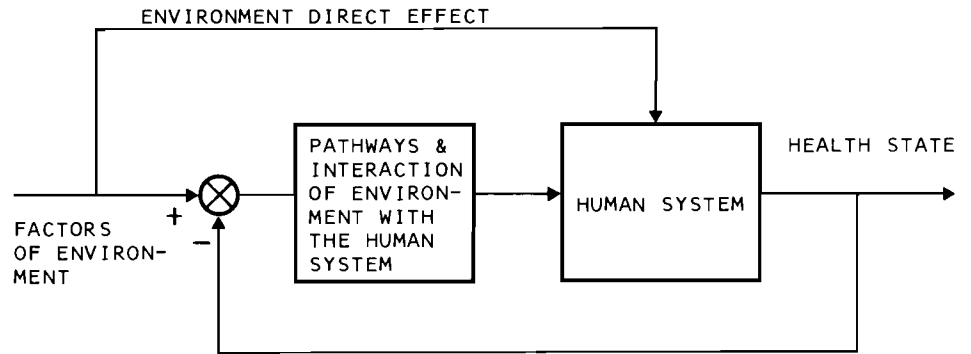 ENVIRONMENT DIRECT EFFECT
PATHWAYS &
INTERACTION
OF ENVIRON-
MENT WITH
THE HUMAN
SYSTEM
HUMAN SYSTEM
HEALTH STATE
+
−
FACTORS
OF ENVIRON-
MENT